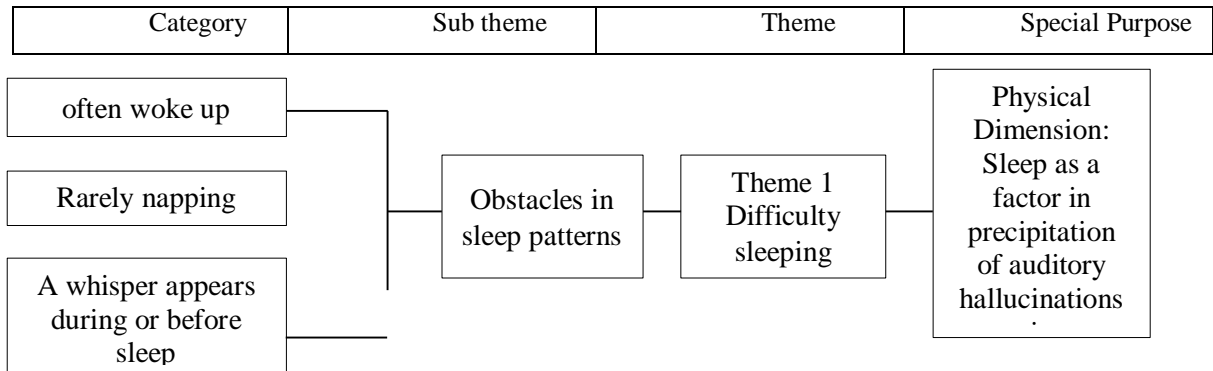 Category Sub theme Theme Special Purpose
often woke up
Rarely napping
A whisper appears
during or before
sleep
Obstacles in
sleep patterns
Theme 1
Difficulty
sleeping
Physical
Dimension:
Sleep as a
factor in
precipitation
of auditory
hallucinations
.